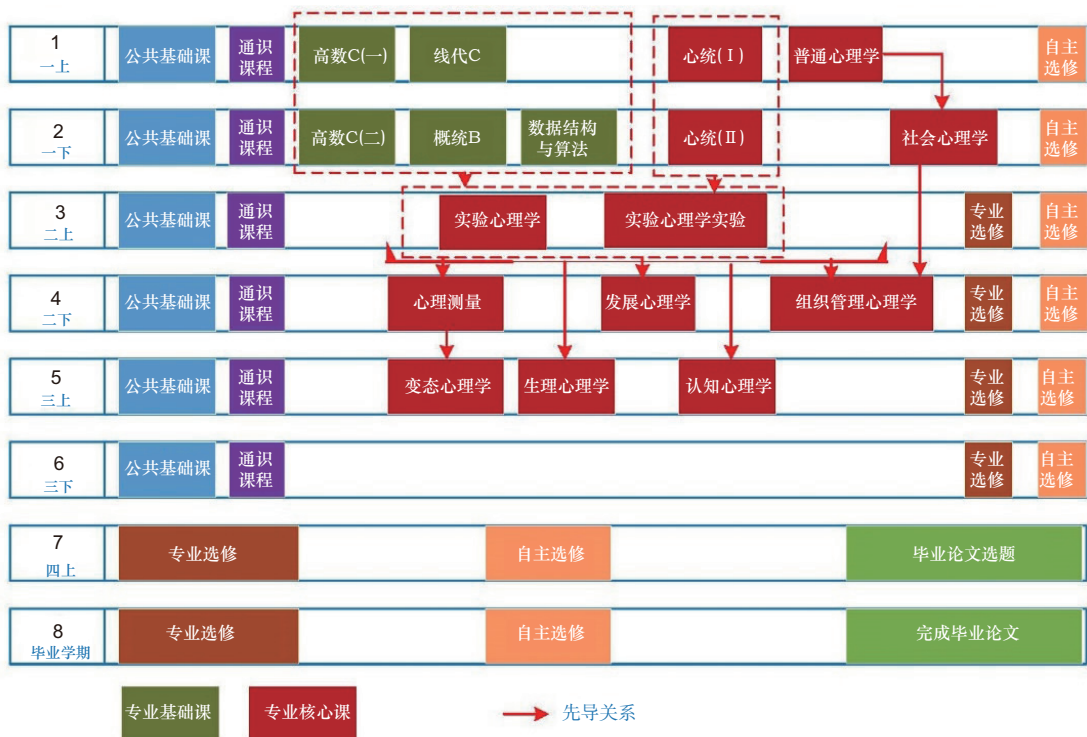 1
一上
公共基础课
通识
课程
高数C(一)
线代C
心统(Ⅰ)
普通心理学
自主
选修
2
一下
公共基础课
通识
课程
高数C(二)
概统B
数据结构
与算法
心统(Ⅱ)
社会心理学
自主
选修
3
二上
公共基础课
通识
课程
实验心理学
实验心理学实验
专业
选修
自主
选修
4
二下
公共基础课
通识
课程
心理测量
发展心理学
组织管理心理学
专业
选修
自主
选修
5
三上
公共基础课
通识
课程
变态心理学
生理心理学
认知心理学
专业
选修
自主
选修
6
三下
公共基础课
通识
课程
专业
选修
自主
选修
7
四上
专业选修
自主选修
毕业论文选题
8
毕业学期
专业选修
自主选修
完成毕业论文
专业基础课
专业核心课
先导关系